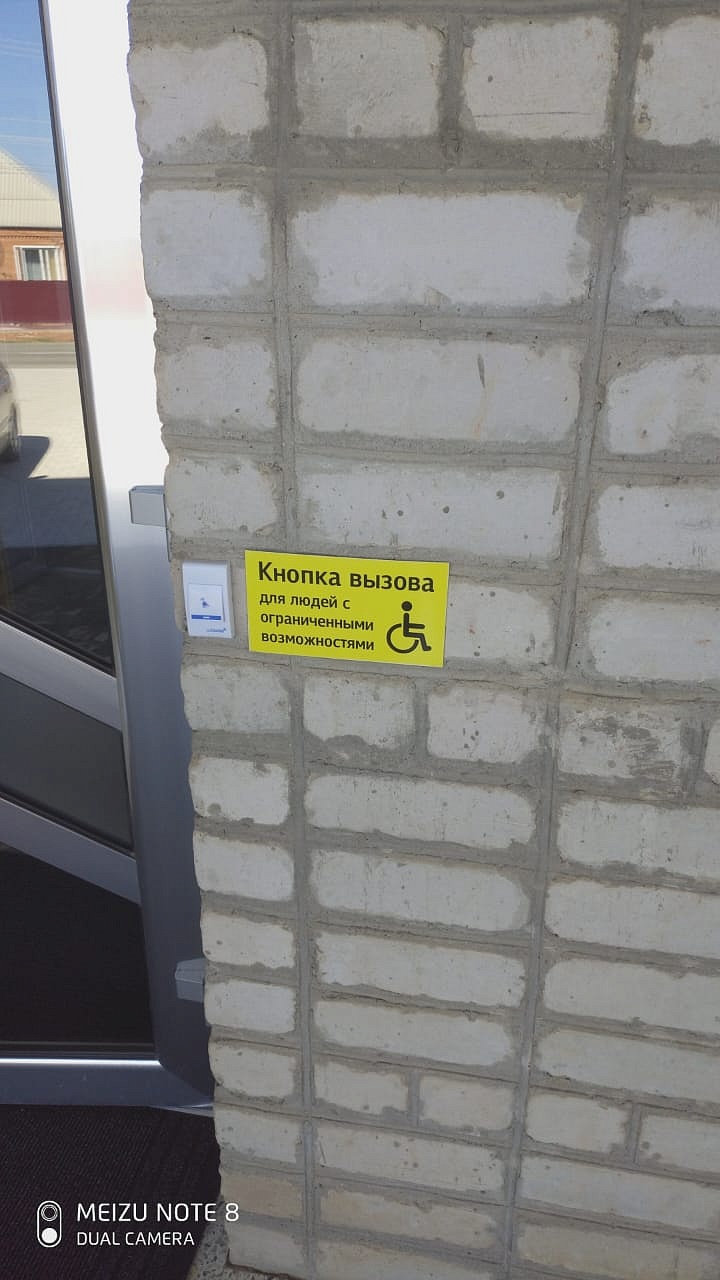 Кнопка вызова
для людей с
ограниченными
возможностями
MEIZU NOTE 8
DUAL CAMERA